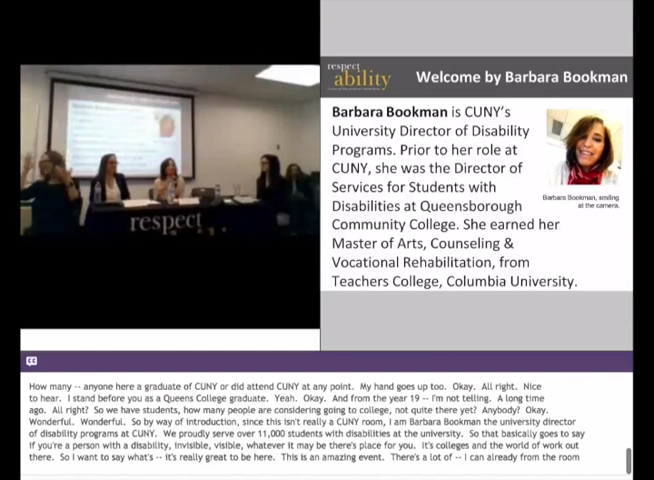 respect
ability
Welcome by Barbara Bookman
Barbara Bookman is CUNY's
University Director of Disability
Programs. Prior to her role at
CUNY, she was the Director of
Services for Students with
Disabilities at Queensborough
Community College. She earned her
Master of Arts, Counseling &
Vocational Rehabilitation, from
Teachers College, Columbia University.
Barbara Bookman, smiling
at the camera.
respect
How many -- anyone here a graduate of CUNY or did attend CUNY at any point. My hand goes up too. Okay. All right. Nice
to hear. I stand before you as a Queens College graduate. Yeah. Okay. And from the year 19 -- I'm not telling. A long time
ago. All right? So we have students, how many people are considering going to college, not quite there yet? Anybody? Okay.
Wonderful. Wonderful. So by way of introduction, since this isn't really a CUNY room, I am Barbara Bookman the university director
of disability programs at CUNY. We proudly serve over 11,000 students with disabilities at the university. So that basically goes to say
if you're a person with a disability, invisible, visible, whatever it may be there's place for you. It's colleges and the world of work out
there. So I want to say what's -- it's really great to be here. This is an amazing event. There's a lot of -- I can already from the room